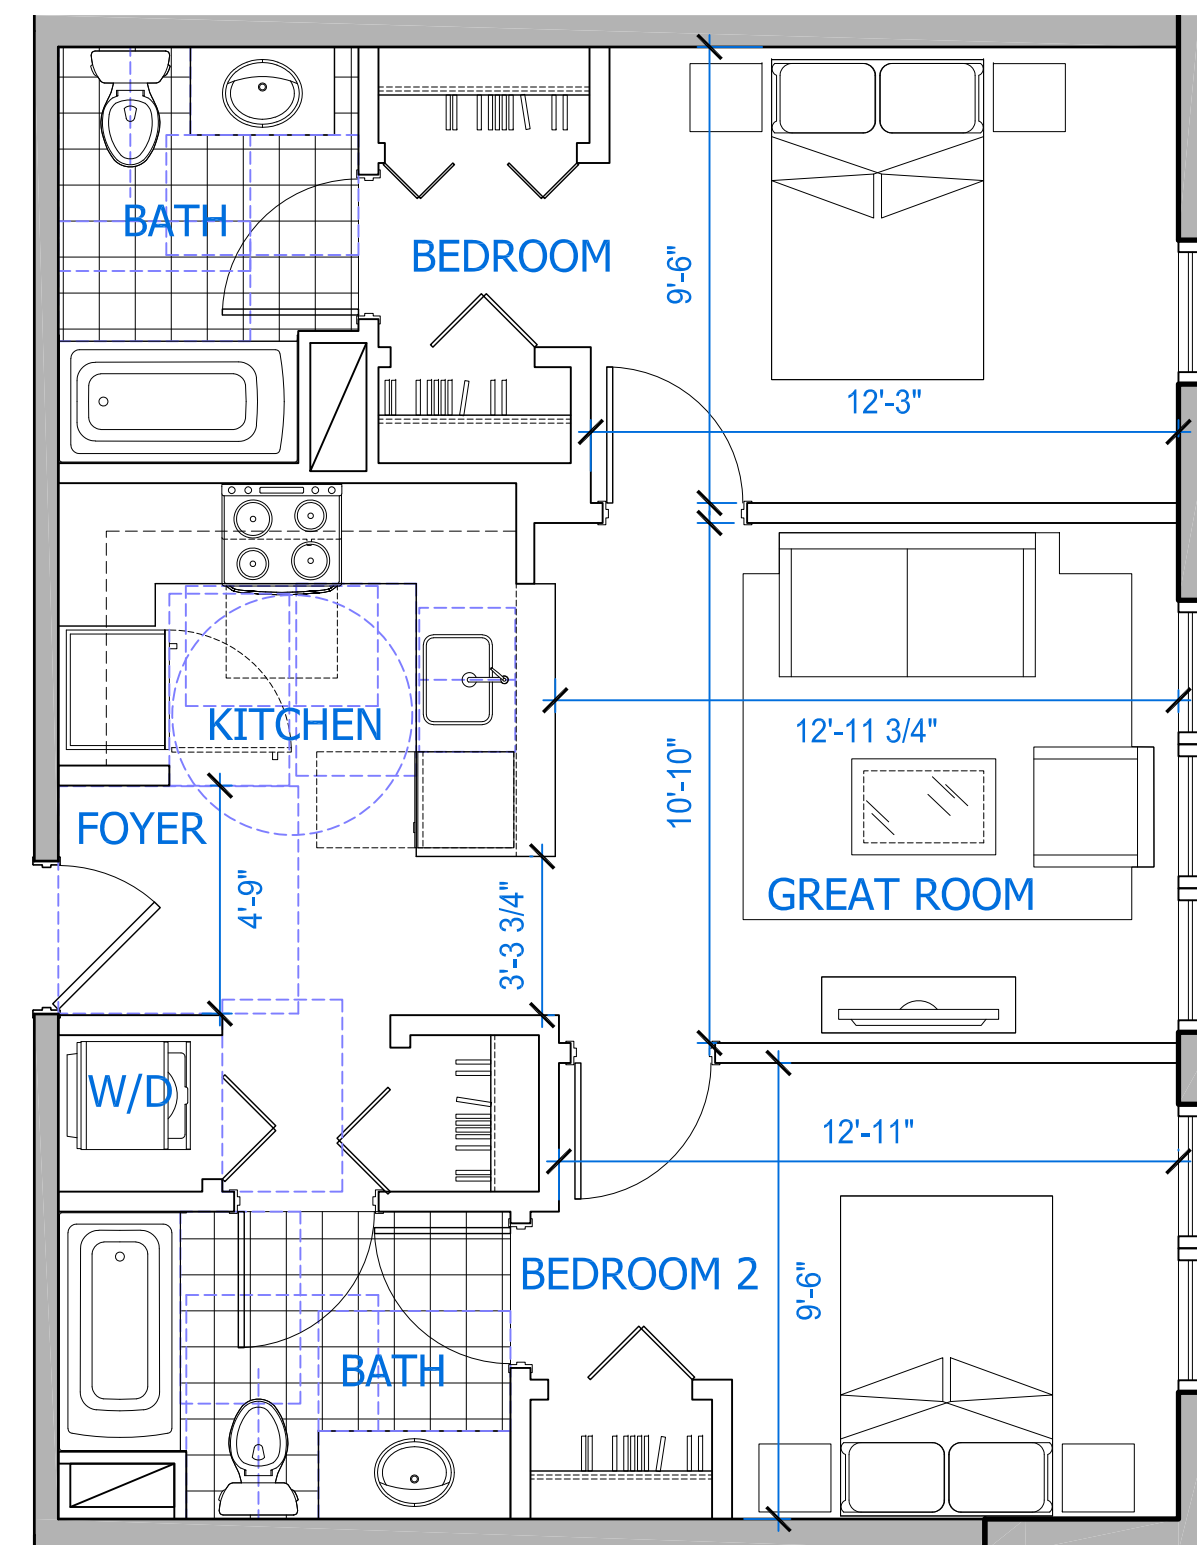 BATH
BEDROOM
9'-6"
12'-3"
KITCHEN
12'-11 3/4"
10'-10"
FOYER
4'-9"
3'-3 3/4"
GREAT ROOM
W/D
12'-11"
BEDROOM 2
9'-6"
BATH